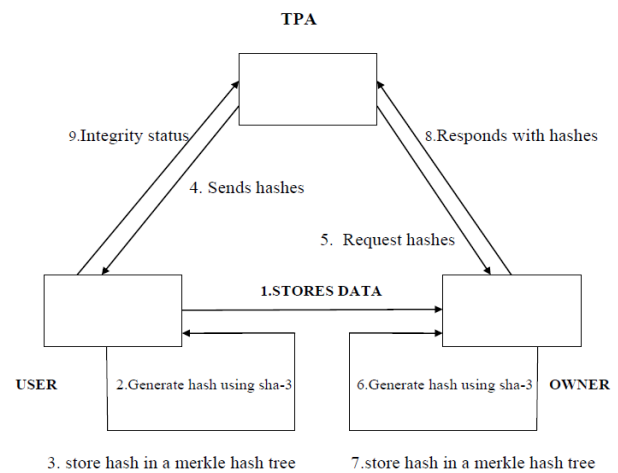 TPA
9.Integrity status
8.Responds with hashes
4. Sends hashes
5. Request hashes
1.STORES DATA
USER
2.Generate hash using sha-3
6.Generate hash using sha-3
OWNER
3. store hash in a merkle hash tree
7.store hash in a merkle hash tree